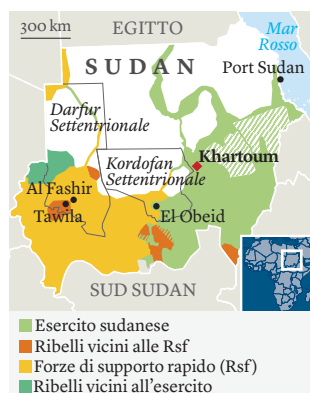 300 km
EGITTO
Mar
Rosso
SUDAN
Port Sudan
Darfur
Settentrionale
Kordofan
Settentrionale
Khartoum
Al Fashir
Tawila
El Obeid
SUD SUDAN
Esercito sudanese
Ribelli vicini alle Rsf
Forze di supporto rapido (Rsf)
Ribelli vicini all'esercito